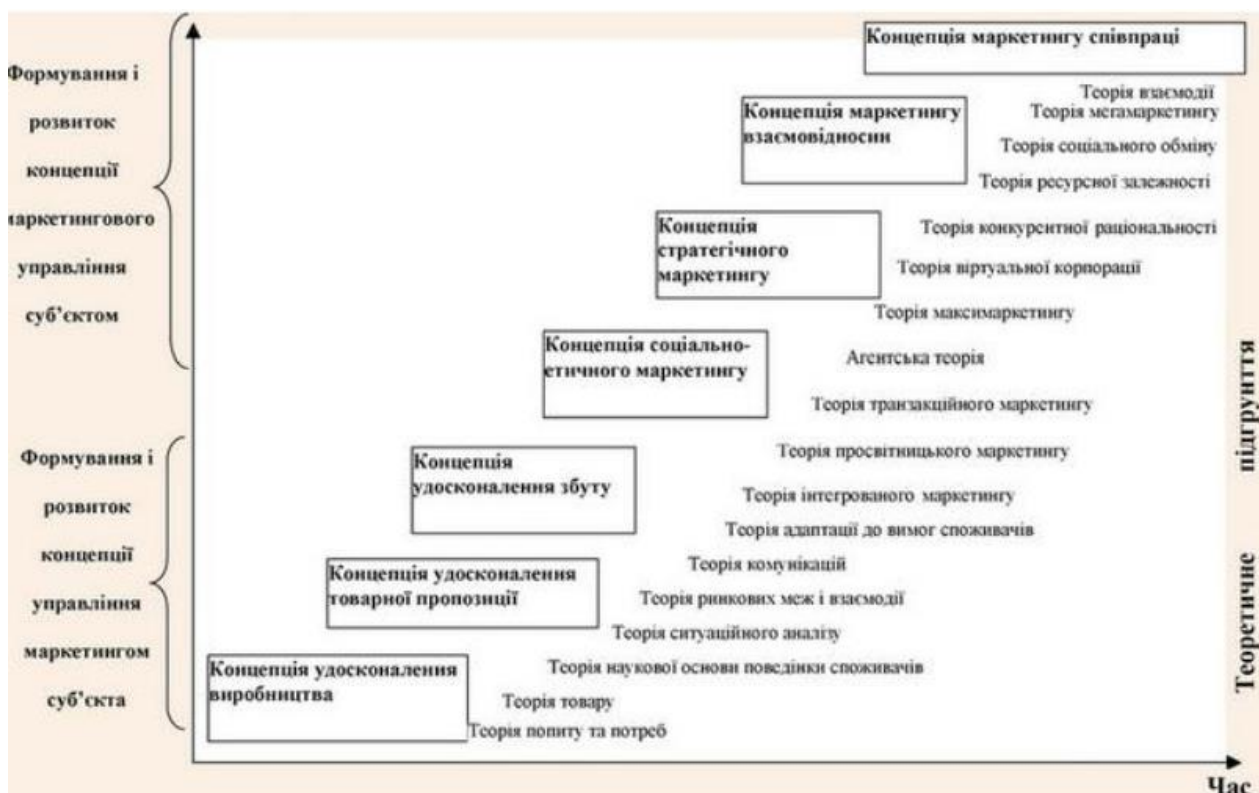 Формування і
розвиток
концепції
маркетингового
управління
суб’єктом
Формування і
розвиток
концепції
управління
маркетингом
суб’єкта
Концепція маркетингу співпраці
Концепція маркетингу
взаємовідносин
Концепція
стратегічного
маркетингу
Концепція соціально-
етичного маркетингу
Концепція
удосконалення збуту
Концепція удосконалення
товарної пропозиції
Концепція удосконалення
виробництва
Теорія взаємодії
Теорія мегамаркетингу
Теорія соціального обміну
Теорія ресурсної залежності
Теорія конкурентної раціональності
Теорія віртуальної корпорації
Теорія максимаркетингу
Агентська теорія
Теорія транзакційного маркетингу
Теорія просвітницького маркетингу
Теорія інтегрованого маркетингу
Теорія адаптації до вимог споживачів
Теорія комунікацій
Теорія ринкових меж і взаємодії
Теорія ситуаційного аналізу
Теорія наукової основи поведінки споживачів
Теорія товару
Теорія попиту та потреб
Теоретичне підгрунття
Час